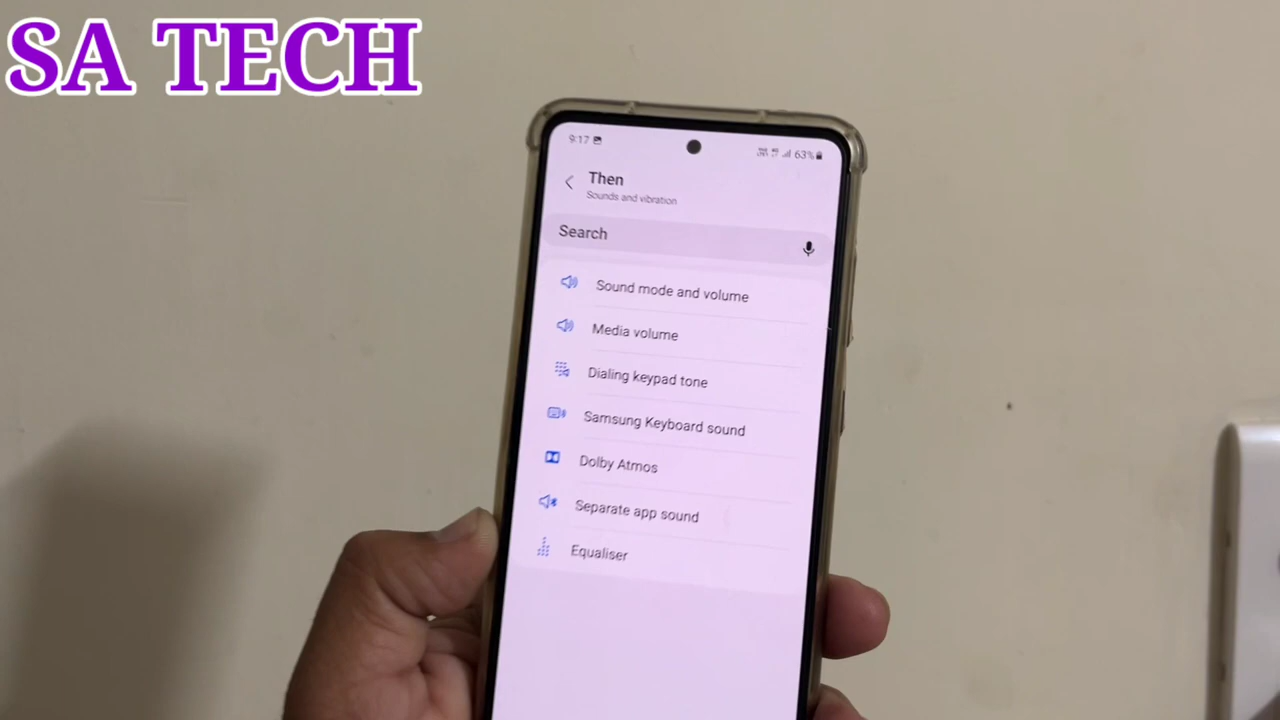 SA TECH
9:17
63%
Then
Sounds and vibration
Search
Sound mode and volume
Media volume
Dialing keypad tone
Samsung Keyboard sound
Dolby Atmos
Separate app sound
Equaliser